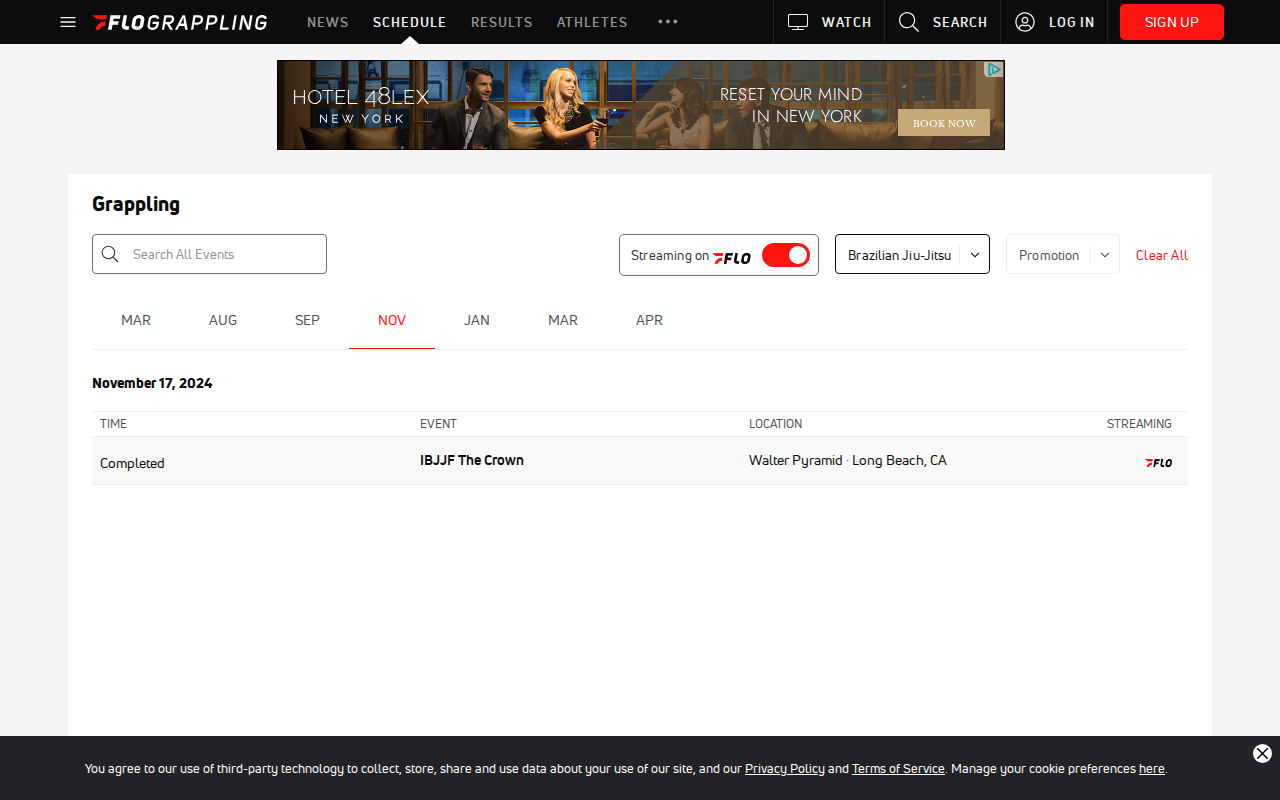 FLOGRAPPLING NEWS SCHEDULE RESULTS ATHLETES WATCH SEARCH LOG IN SIGN UP
HOTEL 48LEX
NEW YORK
RESET YOUR MIND
IN NEW YORK
BOOK NOW
Grappling
Search All Events Streaming on FLO Brazilian Jiu-Jitsu Promotion Clear All
MAR AUG SEP NOV JAN MAR APR
November 17, 2024
TIME EVENT LOCATION STREAMING
Completed IBJJF The Crown Walter Pyramid · Long Beach, CA FLO
You agree to our use of third-party technology to collect, store, share and use data about your use of our site, and our Privacy Policy and Terms of Service. Manage your cookie preferences here.